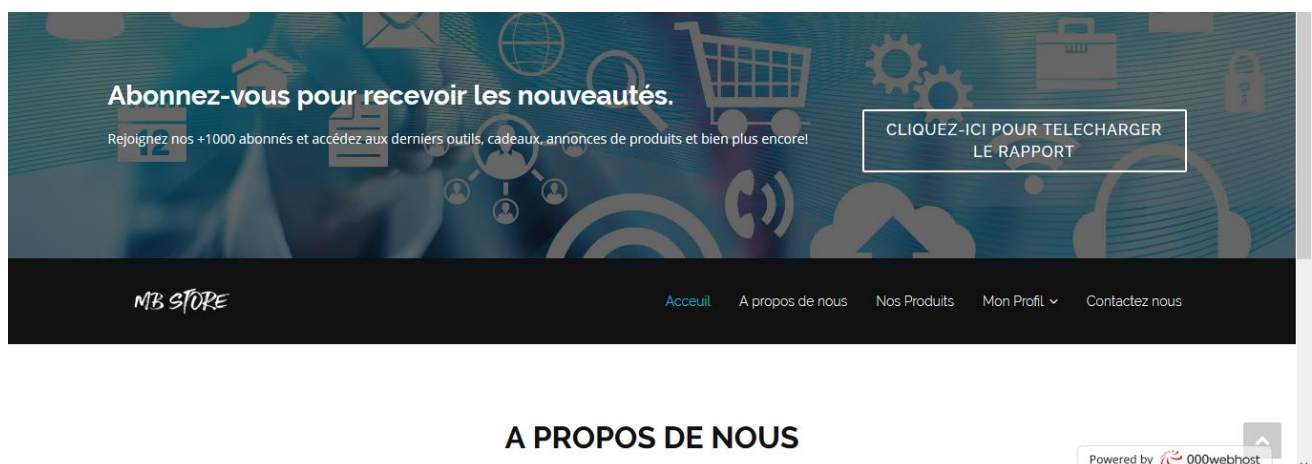 Abonnez-vous pour recevoir les nouveautés.
Rejoignez nos +1000 abonnés et accédez aux derniers outils, cadeaux, annonces de produits et bien plus encore!
12
CLIQUEZ-ICI POUR TELECHARGER
LE RAPPORT
MB STORE
Acceuil A propos de nous Nos Produits Mon Profil Contactez nous
A PROPOS DE NOUS
Powered by 000webhost